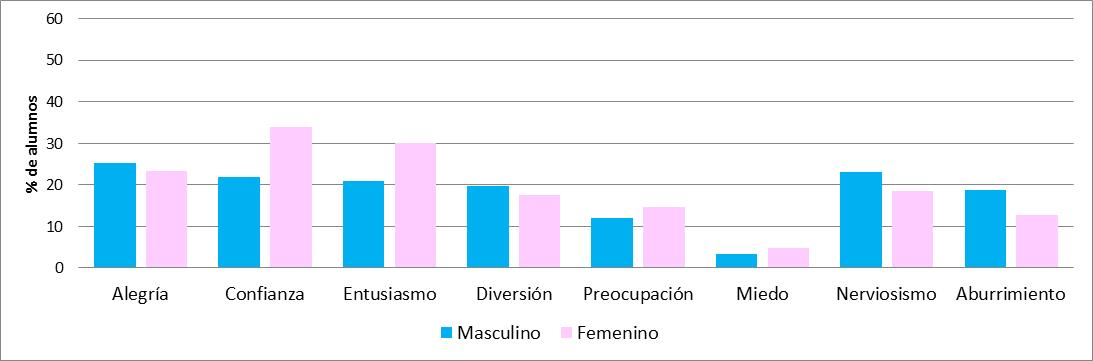 % de alumnos
60
50
40
30
20
10
0
Alegría Confianza Entusiasmo Diversión Preocupación Miedo Nerviosismo Aburrimiento
Masculino Femenino